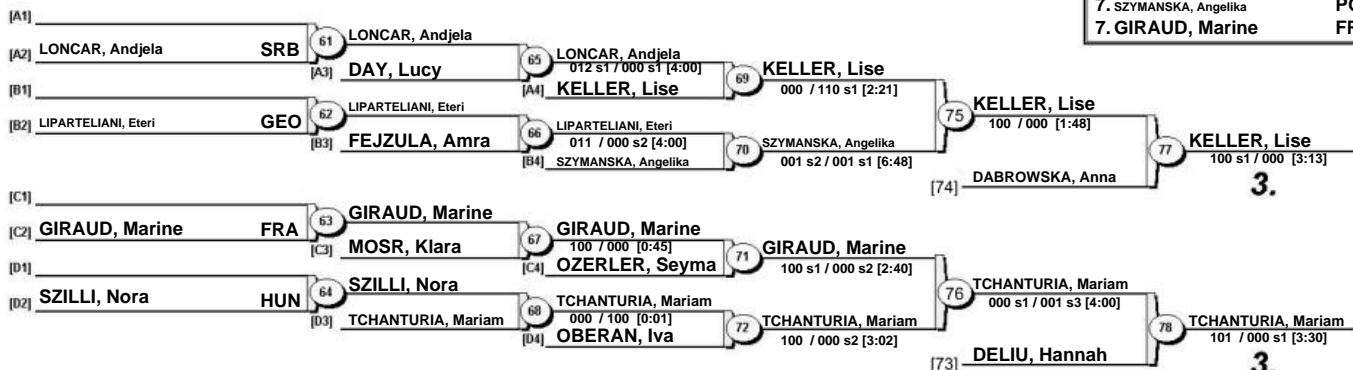 7. SZYMANSKA, Angelika
7. GIRAUD, Marine
[A1]
[A2] LONCAR, Andjela SRB
61
LONCAR, Andjela
[A3] DAY, Lucy
65
LONCAR, Andjela
012 s1 / 000 s1 [4:00]
[A4] KELLER, Lise
69
KELLER, Lise
000 / 110 s1 [2:21]
[B1]
[B2] LIPARTELIANI, Eteri GEO
62
LIPARTELIANI, Eteri
[B3] FEJZULA, Amra
66
LIPARTELIANI, Eteri
011 / 000 s2 [4:00]
[B4] SZYMANSKA, Angelika
70
SZYMANSKA, Angelika
001 s2 / 001 s1 [6:48]
75
KELLER, Lise
100 / 000 [1:48]
[74] DABROWSKA, Anna
77
KELLER, Lise
100 s1 / 000 [3:13]
3.
[C1]
[C2] GIRAUD, Marine FRA
63
GIRAUD, Marine
[C3] MOSR, Klara
67
GIRAUD, Marine
100 / 000 [0:45]
[C4] OZERLER, Seyma
71
GIRAUD, Marine
100 s1 / 000 s2 [2:40]
[D1]
[D2] SZILLI, Nora HUN
64
SZILLI, Nora
[D3] TCHANTURIA, Mariam
68
TCHANTURIA, Mariam
000 / 100 [0:01]
[D4] OBERAN, Iva
72
TCHANTURIA, Mariam
100 / 000 s2 [3:02]
76
TCHANTURIA, Mariam
000 s1 / 001 s3 [4:00]
[73] DELIU, Hannah
78
TCHANTURIA, Mariam
101 / 000 s1 [3:30]
3.